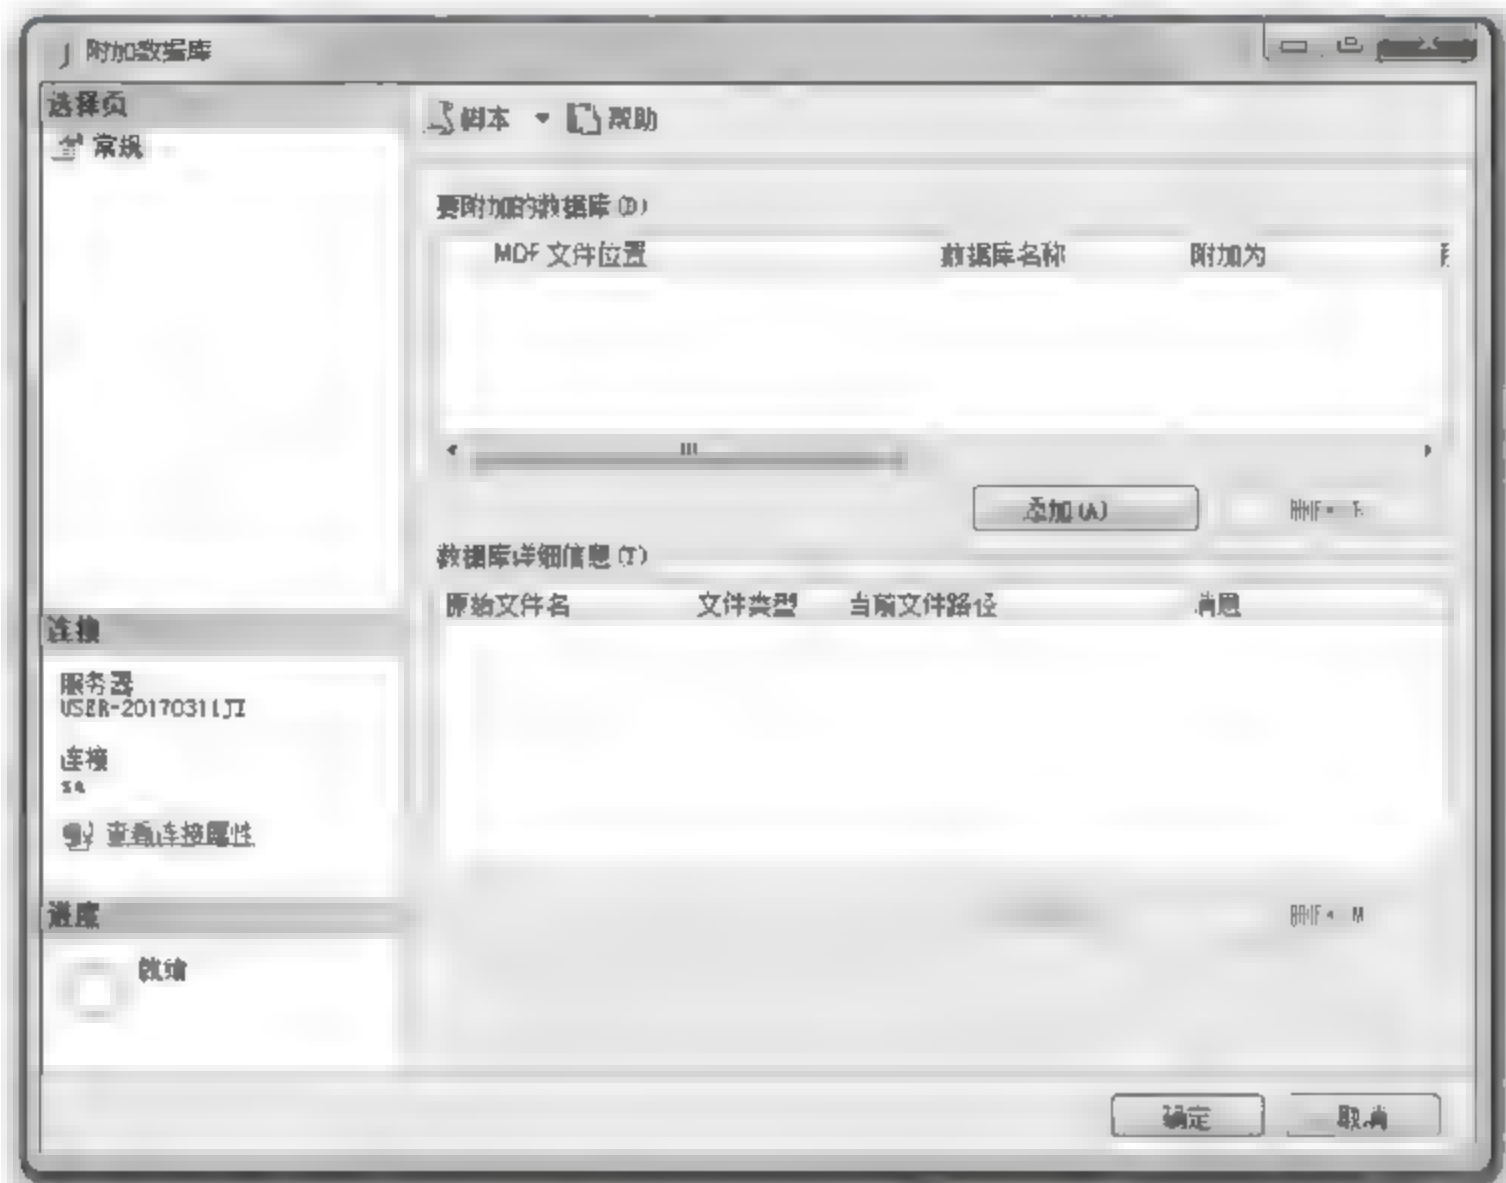 附加数据库
选择页
常规
脚本 帮助
要附加的数据库(D)
MDF 文件位置 数据库名称 附加为
添加(A)
数据库详细信息(T)
原始文件名 文件类型 当前文件路径 消息
连接
服务器
USER-20170311JI
连接
sa
查看连接属性
进度
就绪
确定 取消